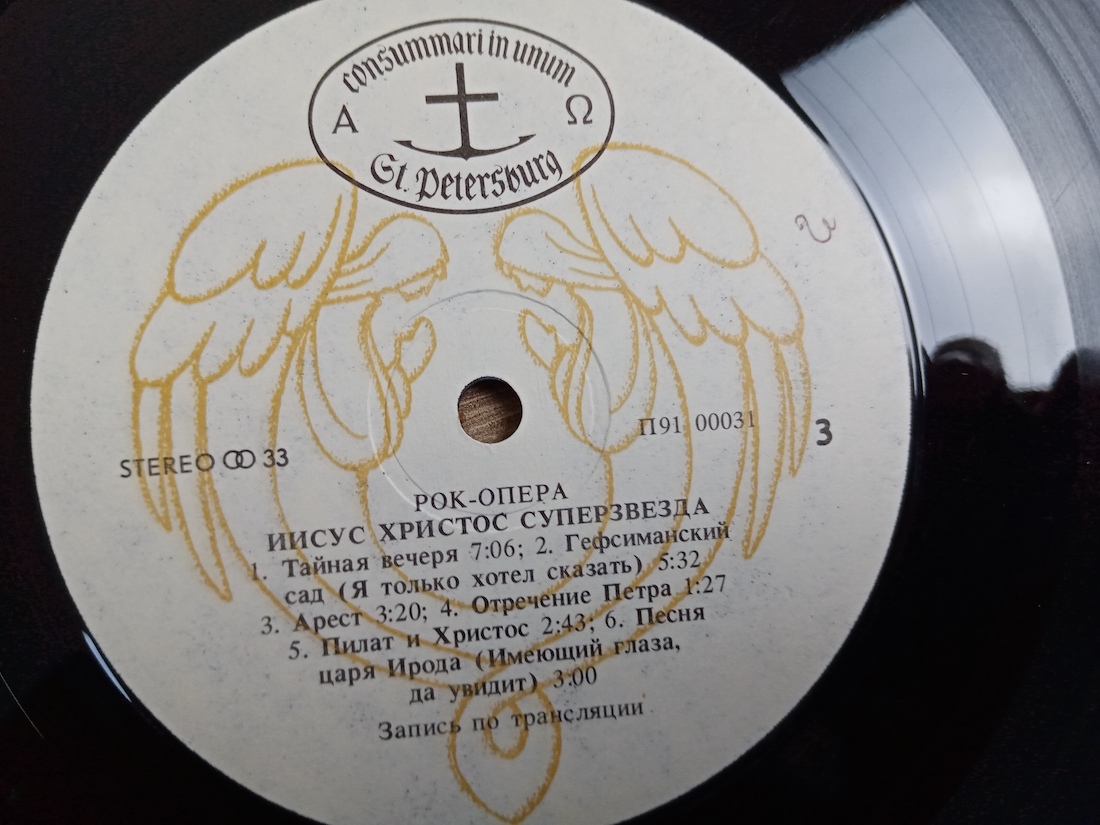 consummari in unum
Α Ω
St. Petersburg
П91 00031
3
STEREO 33
РОК-ОПЕРА
ИИСУС ХРИСТОС СУПЕРЗВЕЗДА
1. Тайная вечеря 7:06; 2. Гефсиманский
сад (Я только хотел сказать) 5:32
3. Арест 3:20; 4. Отречение Петра 1:27
5. Пилат и Христос 2:43; 6. Песня
царя Ирода (Имеющий глаза,
да увидит) 3:00
Запись по трансляции